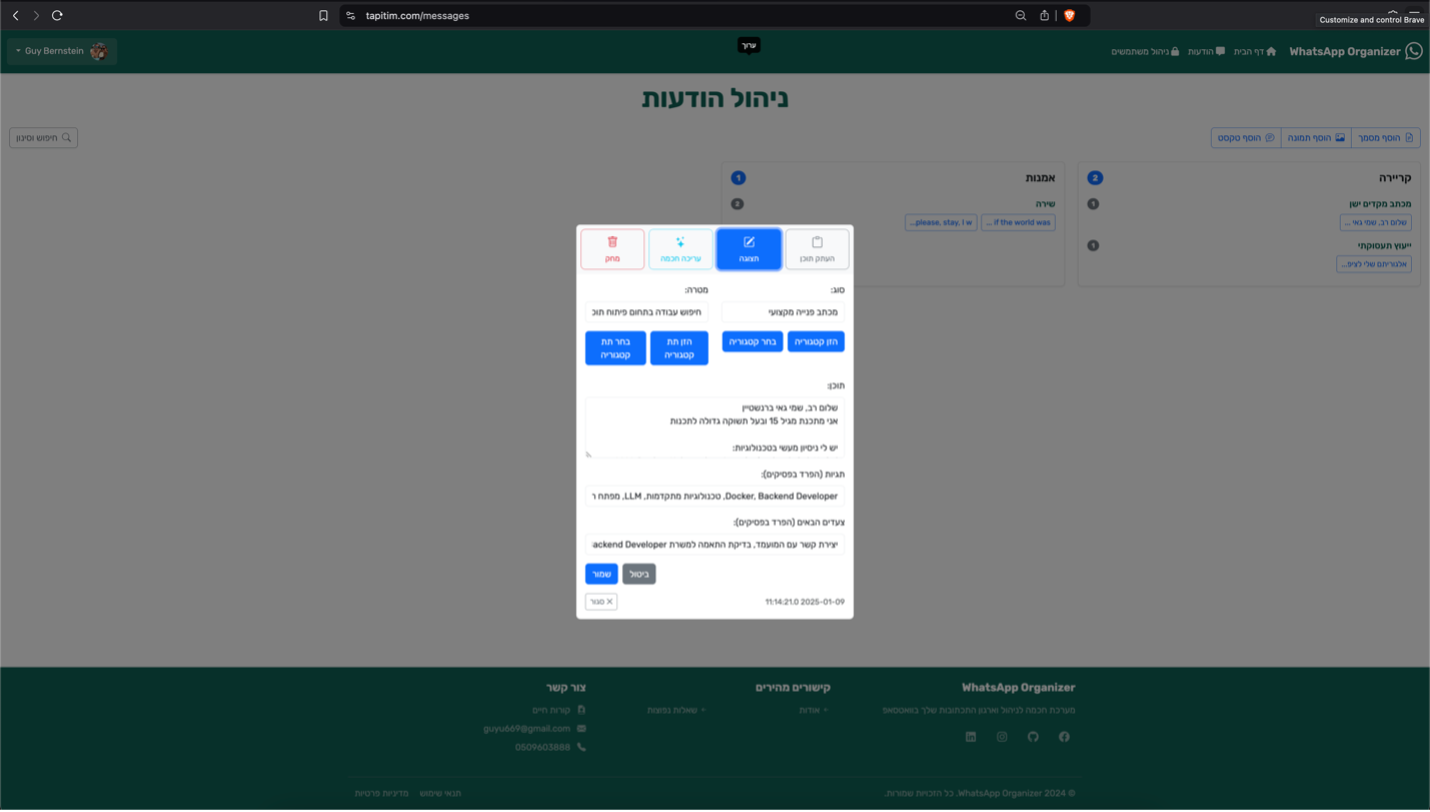 tapitim.com/messages
Customize and control Brave
WhatsApp Organizer
דף הבית
הודעות
ניהול משתמשים
ערוך
Guy Bernstein
ניהול הודעות
הוסף מסמך
הוסף תמונה
הוסף טקסט
חיפוש וסינון
קריירה
2
מכתב מקדים ישן
1
שלום רב, שמי גאי ...
ייעוץ תעסוקתי
1
אלגוריתם שלי לציפ...
אמנות
1
שירה
2
if the world was ...
please, stay, I w...
העתק תוכן
תצוגה
עריכה חכמה
מחק
סוג:
מטרה:
מכתב פנייה מקצועי
חיפוש עבודה בתחום פיתוח תוכ
הזן קטגוריה
בחר קטגוריה
הזן תת קטגוריה
בחר תת קטגוריה
תוכן:
שלום רב, שמי גאי ברנשטיין
אני מתכנת מגיל 15 ובעל תשוקה גדולה לתכנות
יש לי ניסיון מעשי בטכנולוגיות:
תגיות (הפרד בפסיקים):
Docker, Backend Developer, טכנולוגיות מתקדמות, LLM, מפתח ר
צעדים הבאים (הפרד בפסיקים):
יצירת קשר עם המועמד, בדיקת התאמה למשרת ackend Developer
ביטול
שמור
2025-01-09 11:14:21.0
סגור
WhatsApp Organizer
מערכת חכמה לניהול וארגון התכתבות שלך בוואטסאפ
קישורים מהירים
אודות
שאלות נפוצות
צור קשר
קורות חיים
guyu669@gmail.com
0509603888
© 2024 WhatsApp Organizer. כל הזכויות שמורות.
תנאי שימוש
מדיניות פרטיות